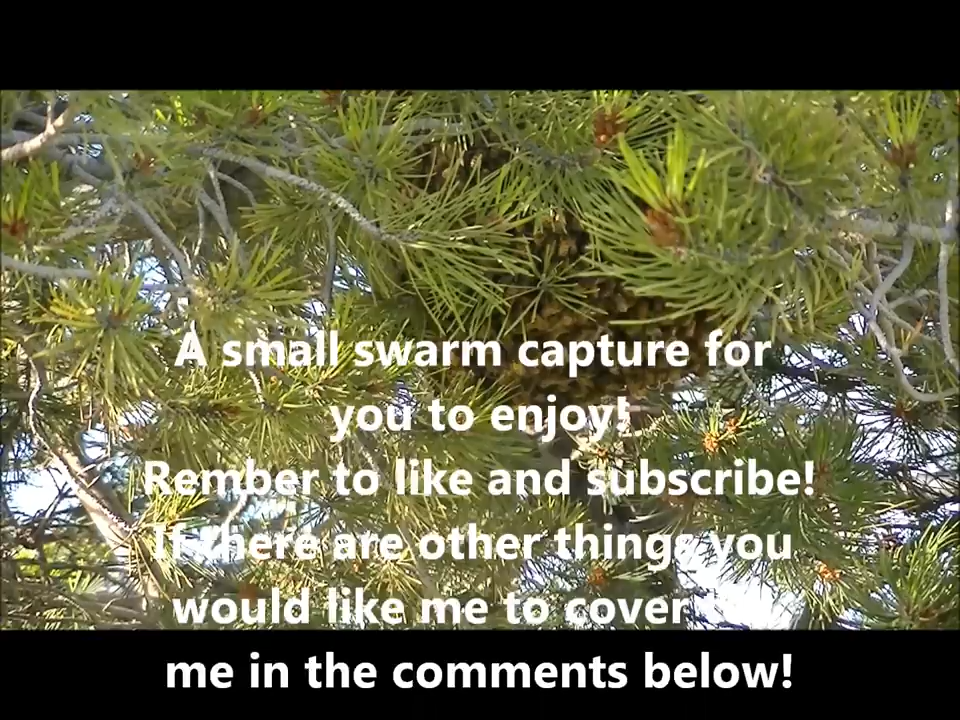 A small swarm capture for
you to enjoy!
Rember to like and subscribe!
If there are other things you
would like me to cover
me in the comments below!